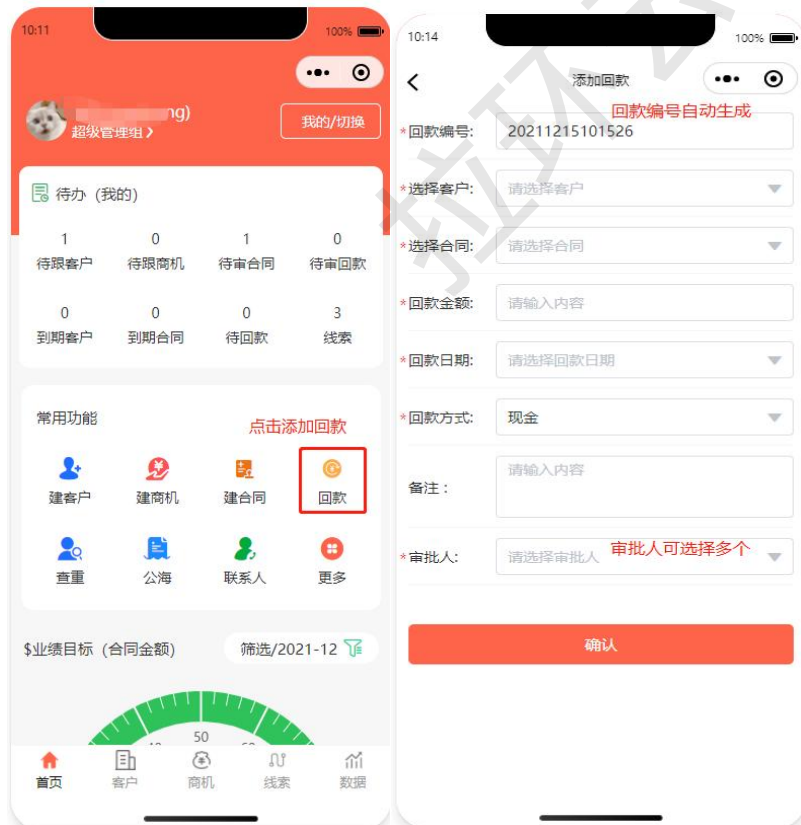 10:11
100%
ng)
超级管理组
我的/切换
待办 (我的)
1 0 1 0
待跟客户 待跟商机 待审合同 待审回款
0 0 0 3
到期客户 到期合同 待回款 线索
常用功能
点击添加回款
建客户 建商机 建合同 回款
查重 公海 联系人 更多
$业绩目标 (合同金额)
筛选/2021-12
50
首页 客户 商机 线索 数据
10:14
100%
添加回款
回款编号自动生成
*回款编号: 20211215101526
*选择客户: 请选择客户
*选择合同: 请选择合同
*回款金额: 请输入内容
*回款日期: 请选择回款日期
*回款方式: 现金
备注: 请输入内容
*审批人: 请选择审批人
审批人可选择多个
确认
拉环云